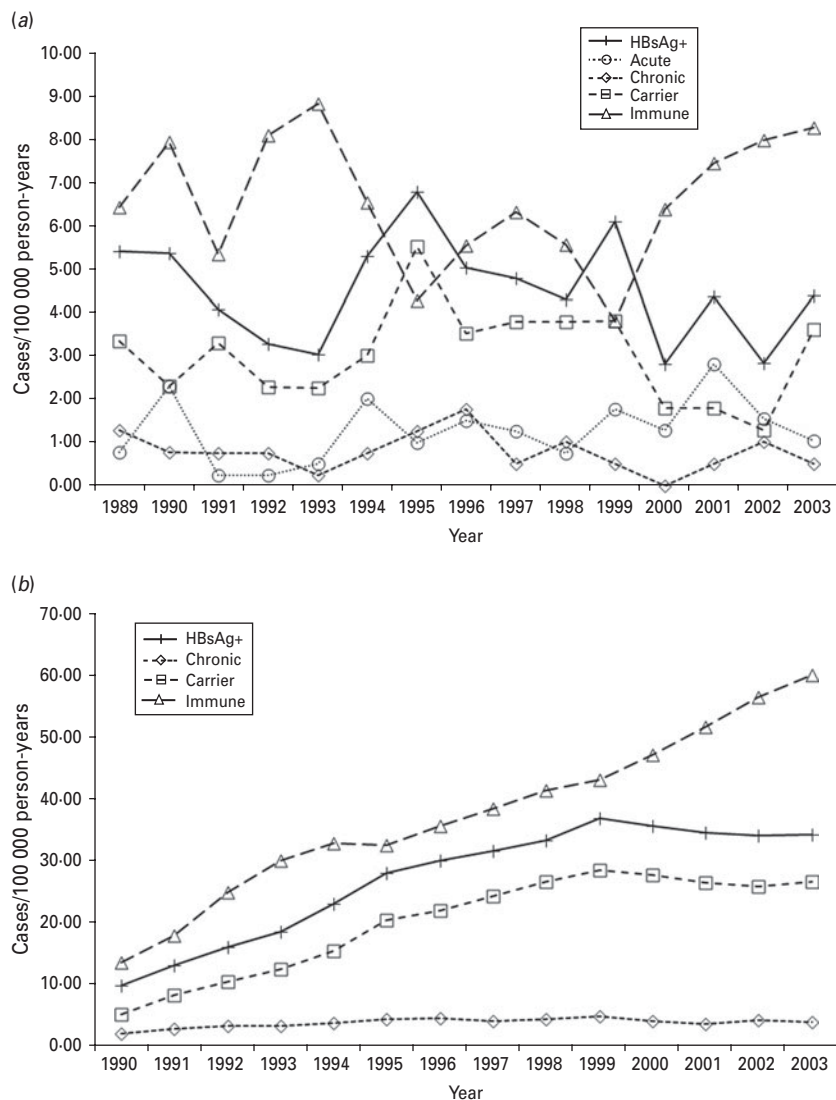 (a)
10·00
9·00
8·00
7·00
6·00
5·00
4·00
3·00
2·00
1·00
0·00
Cases/100 000 person-years
HBsAg+
Acute
Chronic
Carrier
Immune
1989 1990 1991 1992 1993 1994 1995 1996 1997 1998 1999 2000 2001 2002 2003
Year
(b)
70·00
60·00
50·00
40·00
30·00
20·00
10·00
0·00
Cases/100 000 person-years
HBsAg+
Chronic
Carrier
Immune
1990 1991 1992 1993 1994 1995 1996 1997 1998 1999 2000 2001 2002 2003
Year